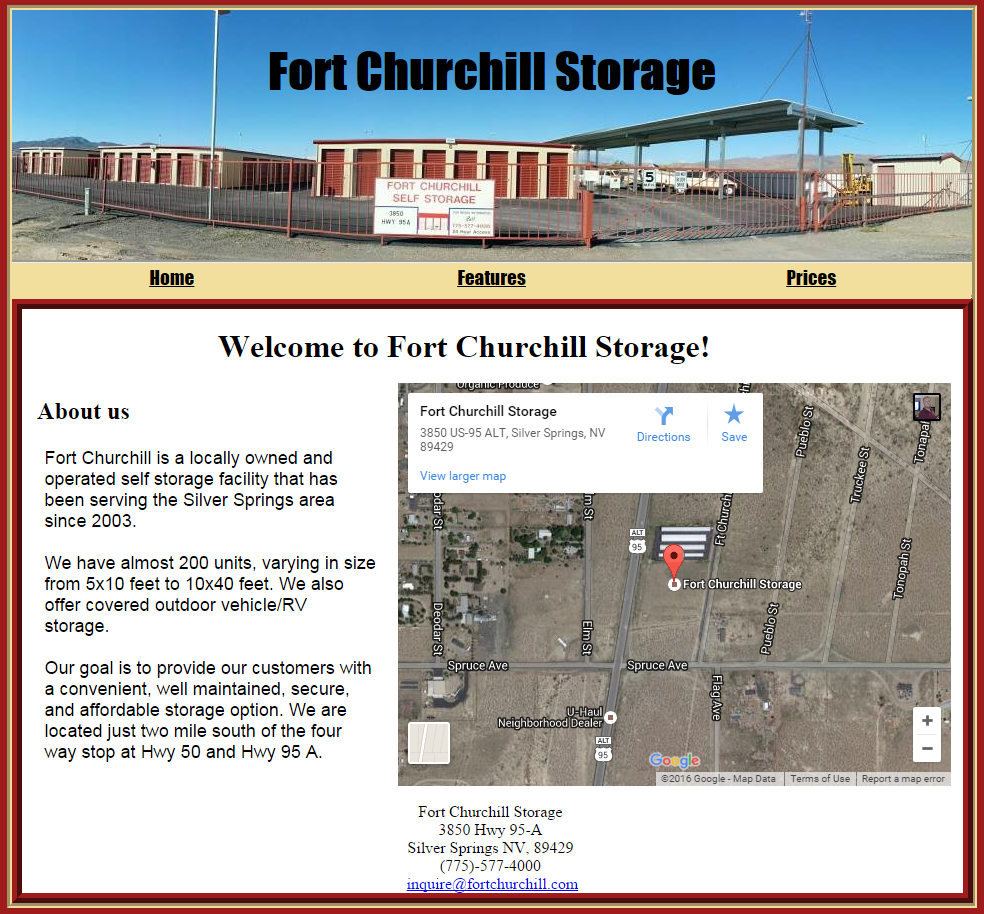 Fort Churchill Storage
FORT CHURCHILL
SELF STORAGE
3850
HWY 95A
775-577-4000
24 Hour Access
5
Home
Features
Prices
Welcome to Fort Churchill Storage!
About us
Fort Churchill is a locally owned and
operated self storage facility that has
been serving the Silver Springs area
since 2003.
We have almost 200 units, varying in size
from 5x10 feet to 10x40 feet. We also
offer covered outdoor vehicle/RV
storage.
Our goal is to provide our customers with
a convenient, well maintained, secure,
and affordable storage option. We are
located just two mile south of the four
way stop at Hwy 50 and Hwy 95 A.
Organic Produce
Fort Churchill Storage
3850 US-95 ALT, Silver Springs, NV
89429
View larger map
Directions
Save
Pueblo St
Truckee St
Tonapah
Deodar St
Elm St
Ft Churchill
ALT
95
Fort Churchill Storage
Tonopah St
Deodar St
Elm St
Pueblo St
Spruce Ave
Spruce Ave
Flag Ave
U-Haul
Neighborhood Dealer
ALT
95
+
−
Google
©2016 Google - Map Data
Terms of Use
Report a map error
Fort Churchill Storage
3850 Hwy 95-A
Silver Springs NV, 89429
(775)-577-4000
inquire@fortchurchill.com